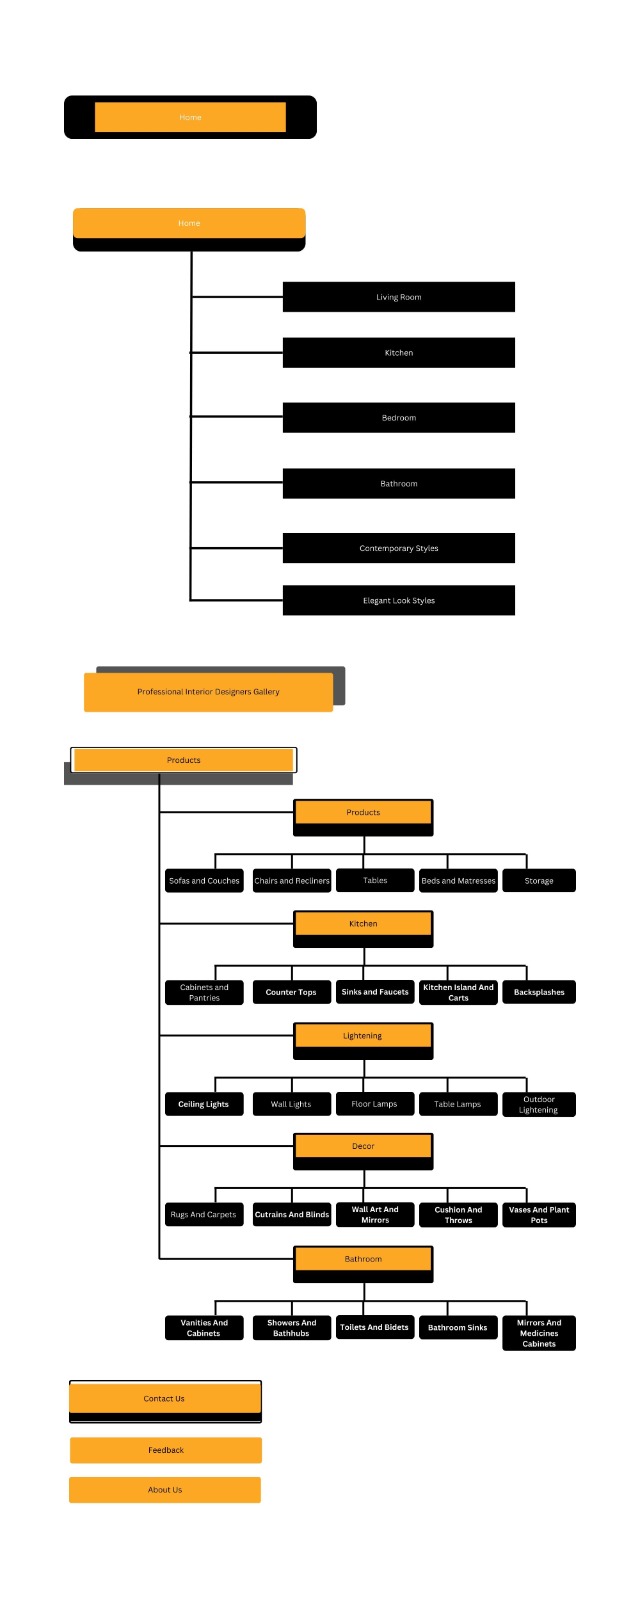 Home
Home
Living Room
Kitchen
Bedroom
Bathroom
Contemporary Styles
Elegant Look Styles
Professional Interior Designers Gallery
Products
Products
Sofas and Couches
Chairs and Recliners
Tables
Beds and Matresses
Storage
Kitchen
Cabinets and
Pantries
Counter Tops
Sinks and Faucets
Kitchen Island And
Carts
Backsplashes
Lightening
Ceiling Lights
Wall Lights
Floor Lamps
Table Lamps
Outdoor
Lightening
Decor
Rugs And Carpets
Cutrains And Blinds
Wall Art And
Mirrors
Cushion And
Throws
Vases And Plant
Pots
Bathroom
Vanities And
Cabinets
Showers And
Bathhubs
Toilets And Bidets
Bathroom Sinks
Mirrors And
Medicines
Cabinets
Contact Us
Feedback
About Us